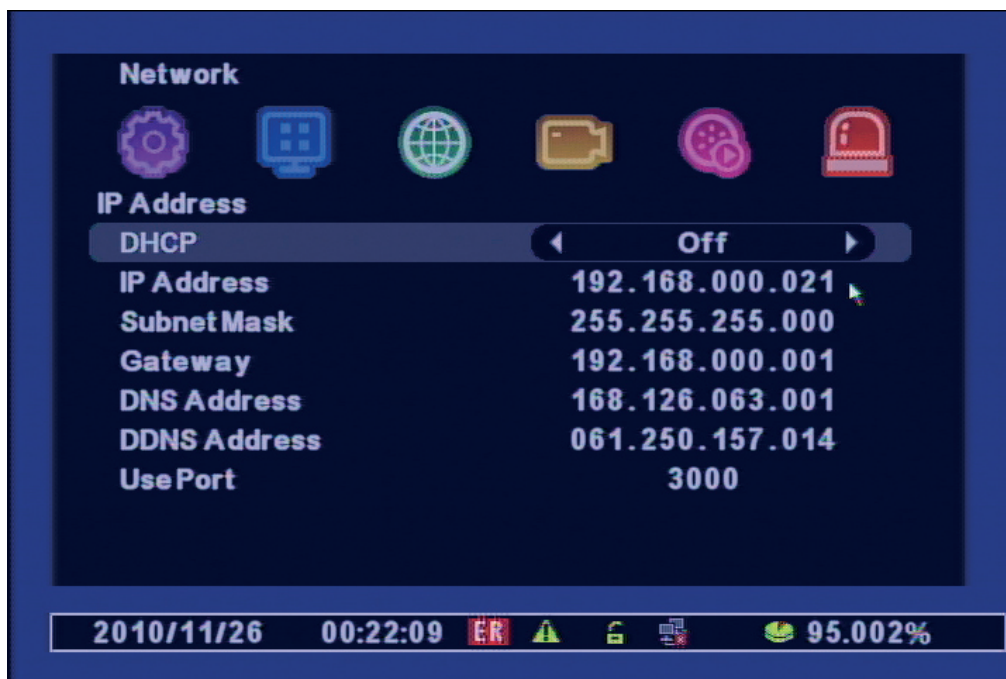 Network
IP Address
DHCP Off
IP Address 192.168.000.021
Subnet Mask 255.255.255.000
Gateway 192.168.000.001
DNS Address 168.126.063.001
DDNS Address 061.250.157.014
Use Port 3000
2010/11/26 00:22:09 ER 95.002%